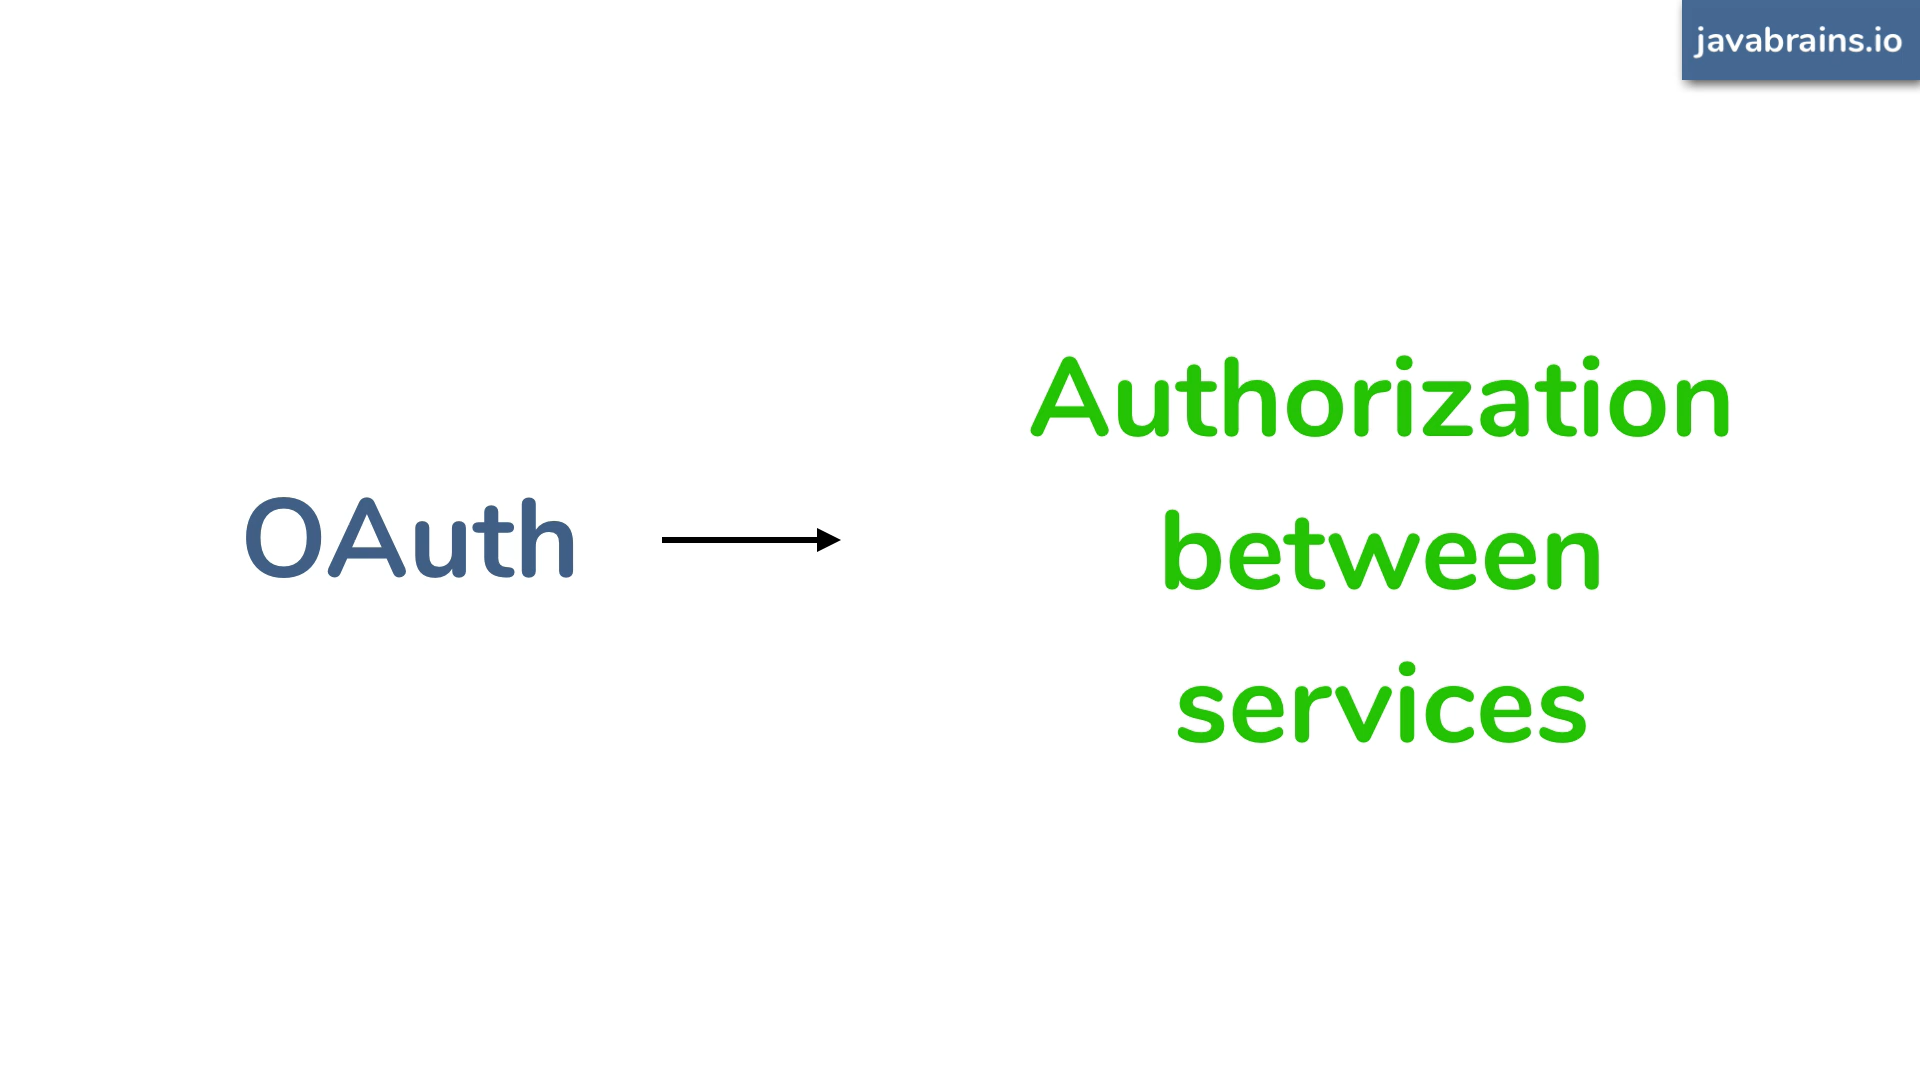 javabrains.io
OAuth
Authorization
between
services